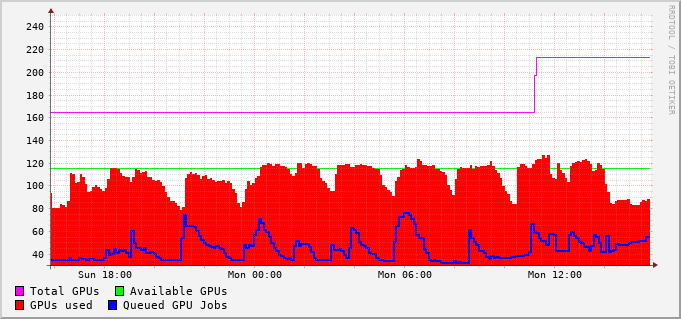 240
220
200
180
160
140
120
100
80
60
40
Sun 18:00 Mon 00:00 Mon 06:00 Mon 12:00
Total GPUs Available GPUs
GPUs used Queued GPU Jobs
RRDTOOL / TOBI OETIKER